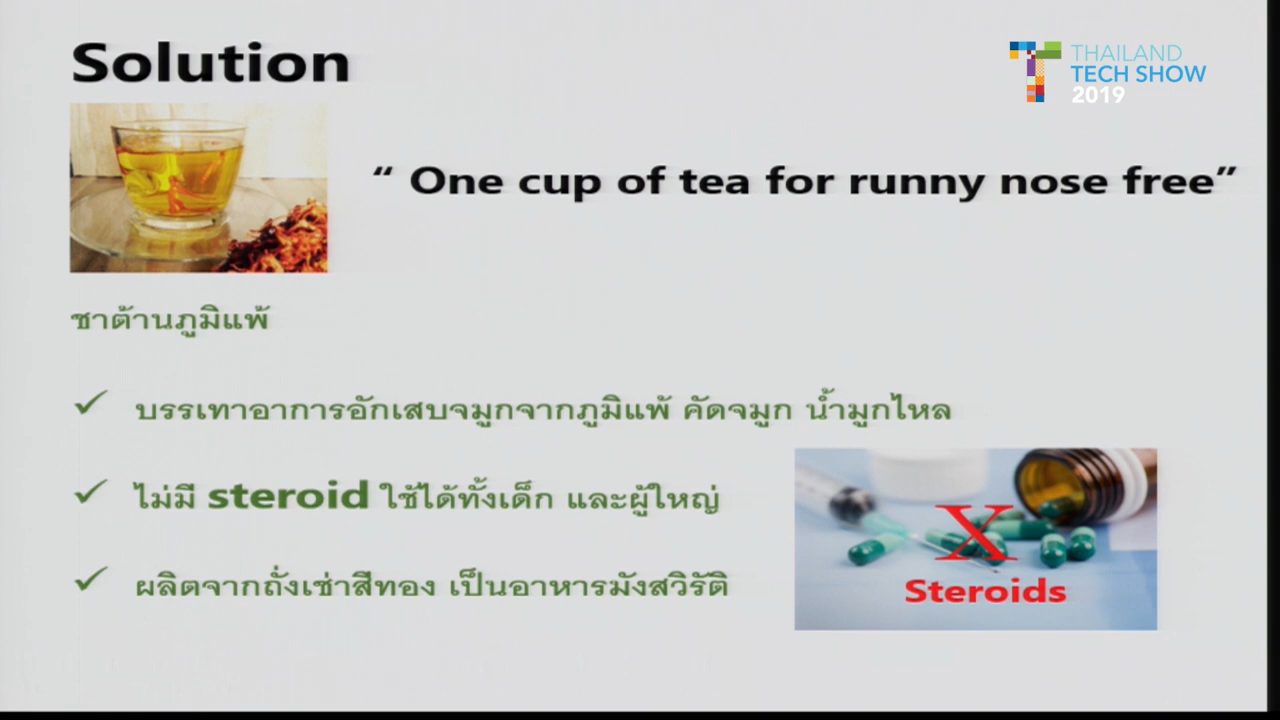 Solution
THAILAND
TECH SHOW
2019
“ One cup of tea for runny nose free”
ชาต้านภูมิแพ้
✓ บรรเทาอาการอักเสบจมูกจากภูมิแพ้ คัดจมูก น้ำมูกไหล
✓ ไม่มี steroid ใช้ได้ทั้งเด็ก และผู้ใหญ่
✓ ผลิตจากถั่งเช่าสีทอง เป็นอาหารมังสวิรัติ
X
Steroids